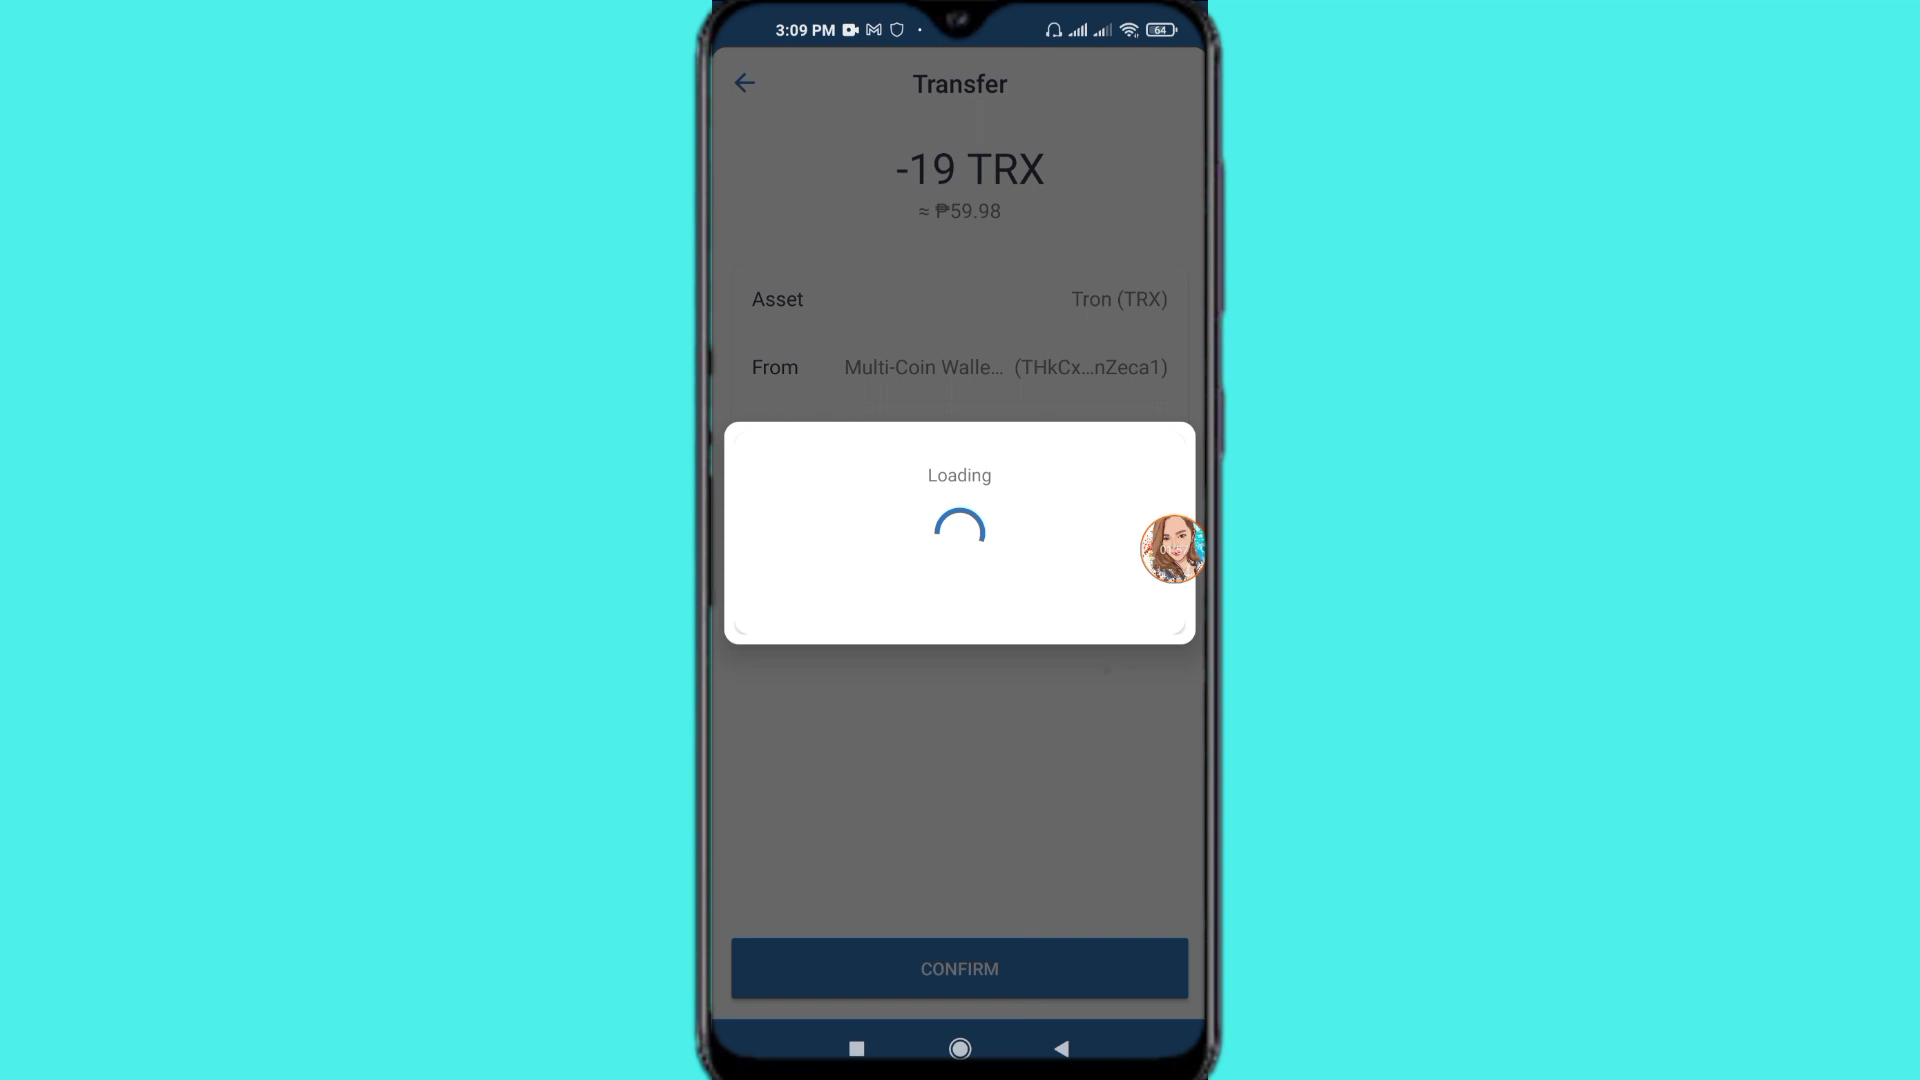 3:09 PM
64
Transfer
-19 TRX
≈ ₱59.98
Asset Tron (TRX)
From Multi-Coin Walle... (THkCx...nZeca1)
Loading
CONFIRM